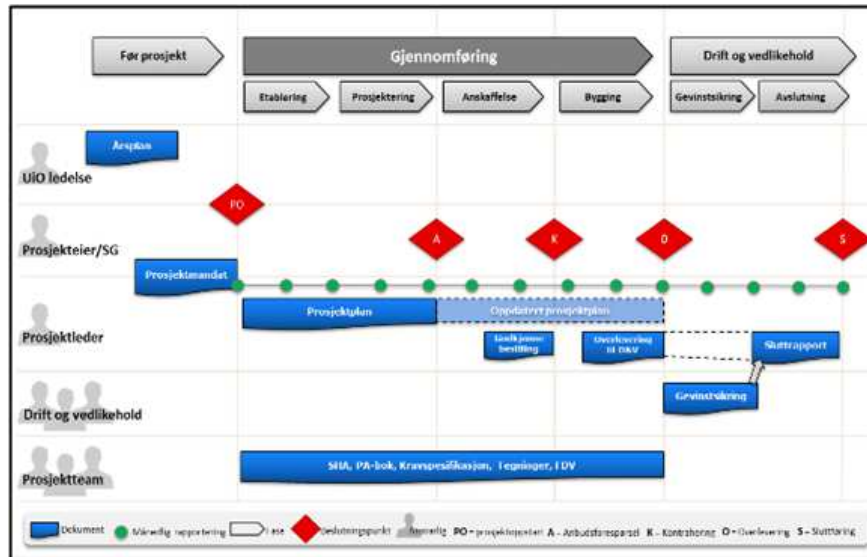 Før prosjekt
Gjennomføring
Drift og vedlikehold
Etablering
Prosjektering
Anskaffelse
Bygging
Gevinstsikring
Avslutning
Årsplan
UiO ledelse
PO
Prosjekteier/SG
A
K
D
S
Prosjektmandat
Prosjektplan
Oppdatert prosjektplan
Prosjektleder
Godkjenne
bestilling
Overlevering
til D&V
Sluttrapport
Gevinstsikring
Drift og vedlikehold
SHA, PA-bok, Kravspesifikasjon, Tegninger, FDV
Prosjektteam
Dokument Månedlig rapportering Fase Beslutningspunkt PO – prosjektoppstart A – Anbudsforespørsel K – Kontrahering O – Overlevering S – Sluttføring